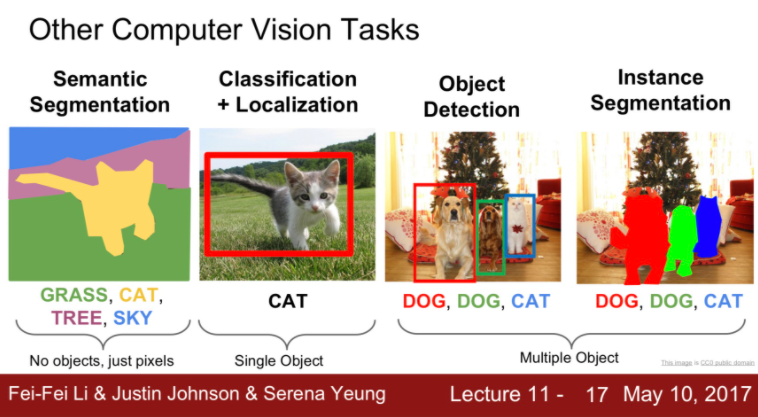 Other Computer Vision Tasks
Semantic
Segmentation
Classification
+ Localization
Object
Detection
Instance
Segmentation
GRASS, CAT,
TREE, SKY
CAT
DOG, DOG, CAT
DOG, DOG, CAT
No objects, just pixels
Single Object
Multiple Object
This image is CC0 public domain
Fei-Fei Li & Justin Johnson & Serena Yeung
Lecture 11 - 17 May 10, 2017